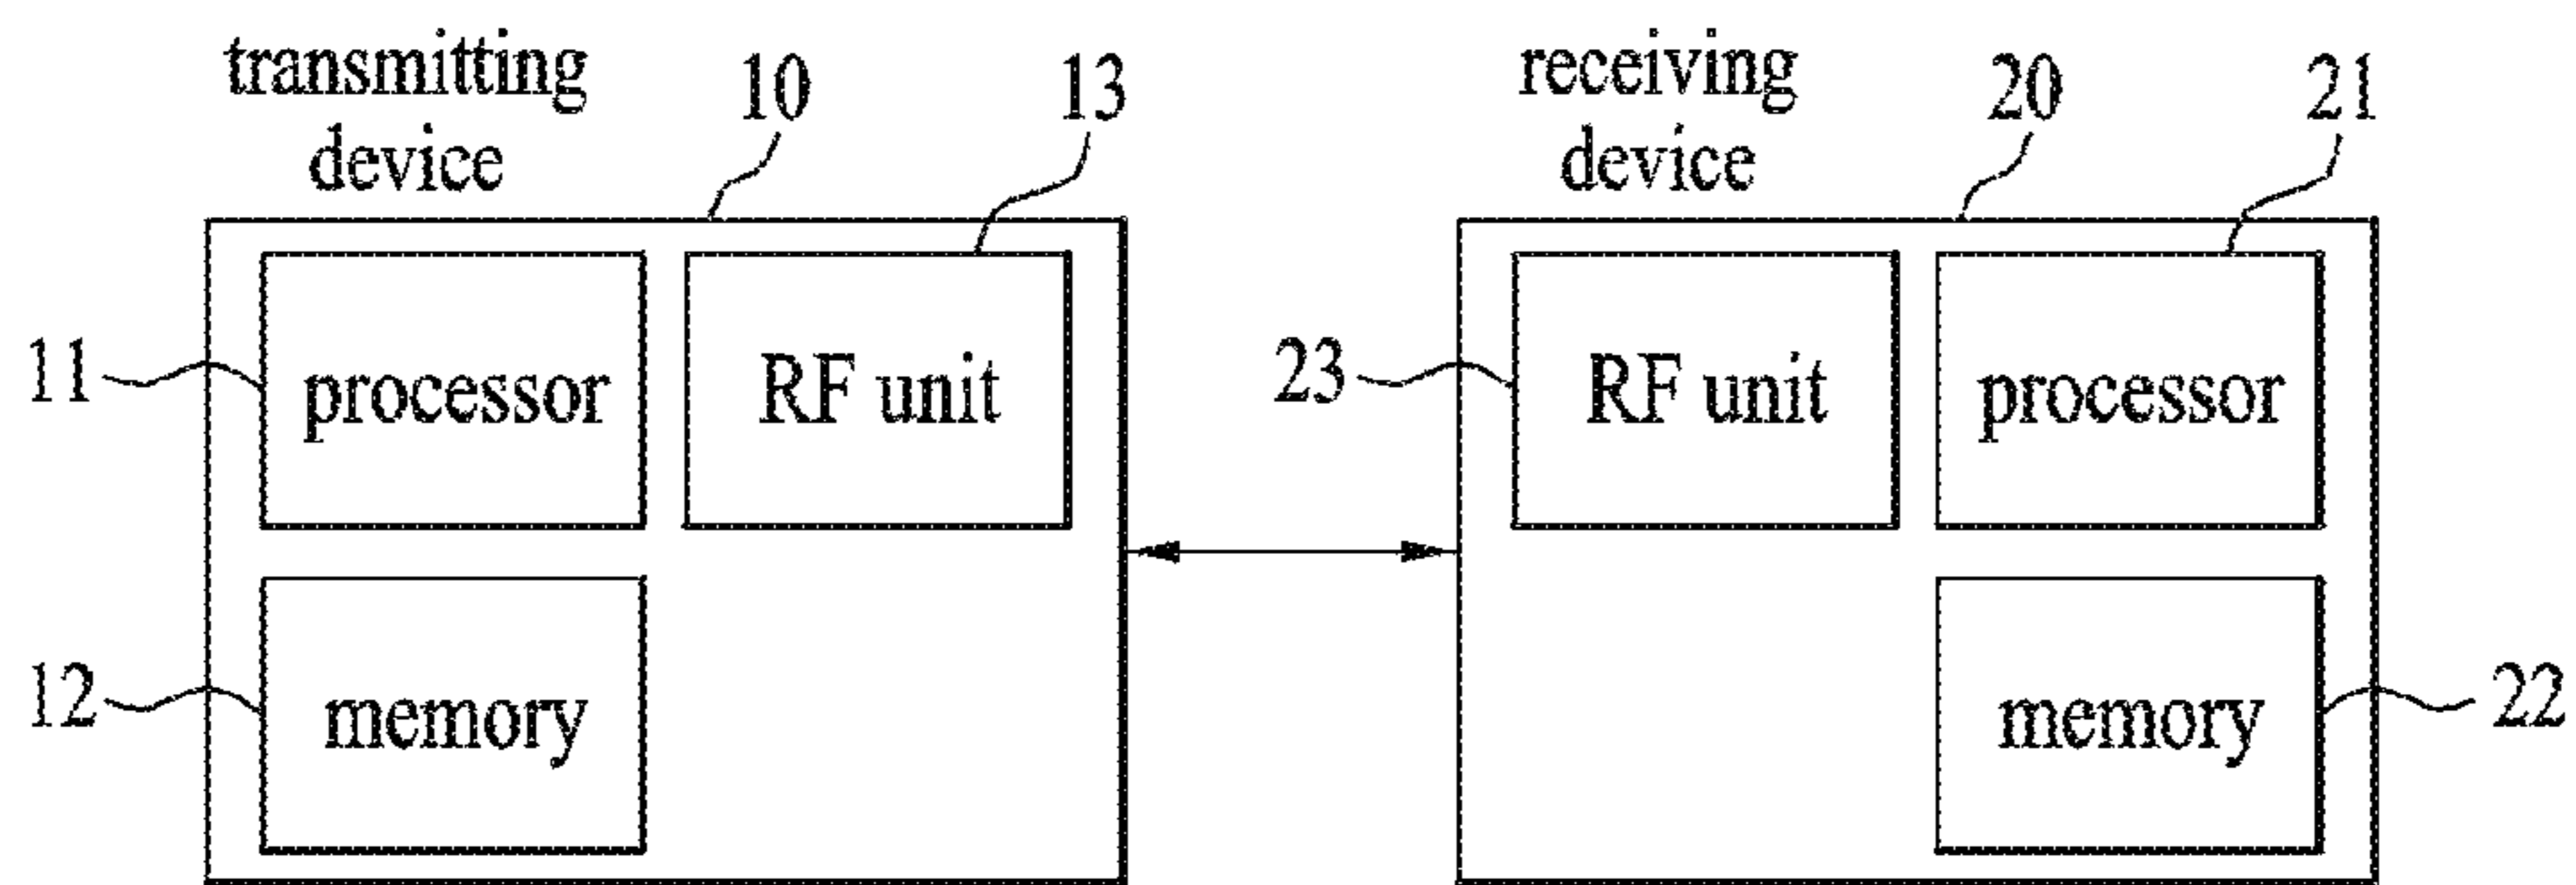 transmitting
device
10
13
receiving
device
20
21
11
processor
RF unit
23
RF unit
processor
12
memory
memory
22